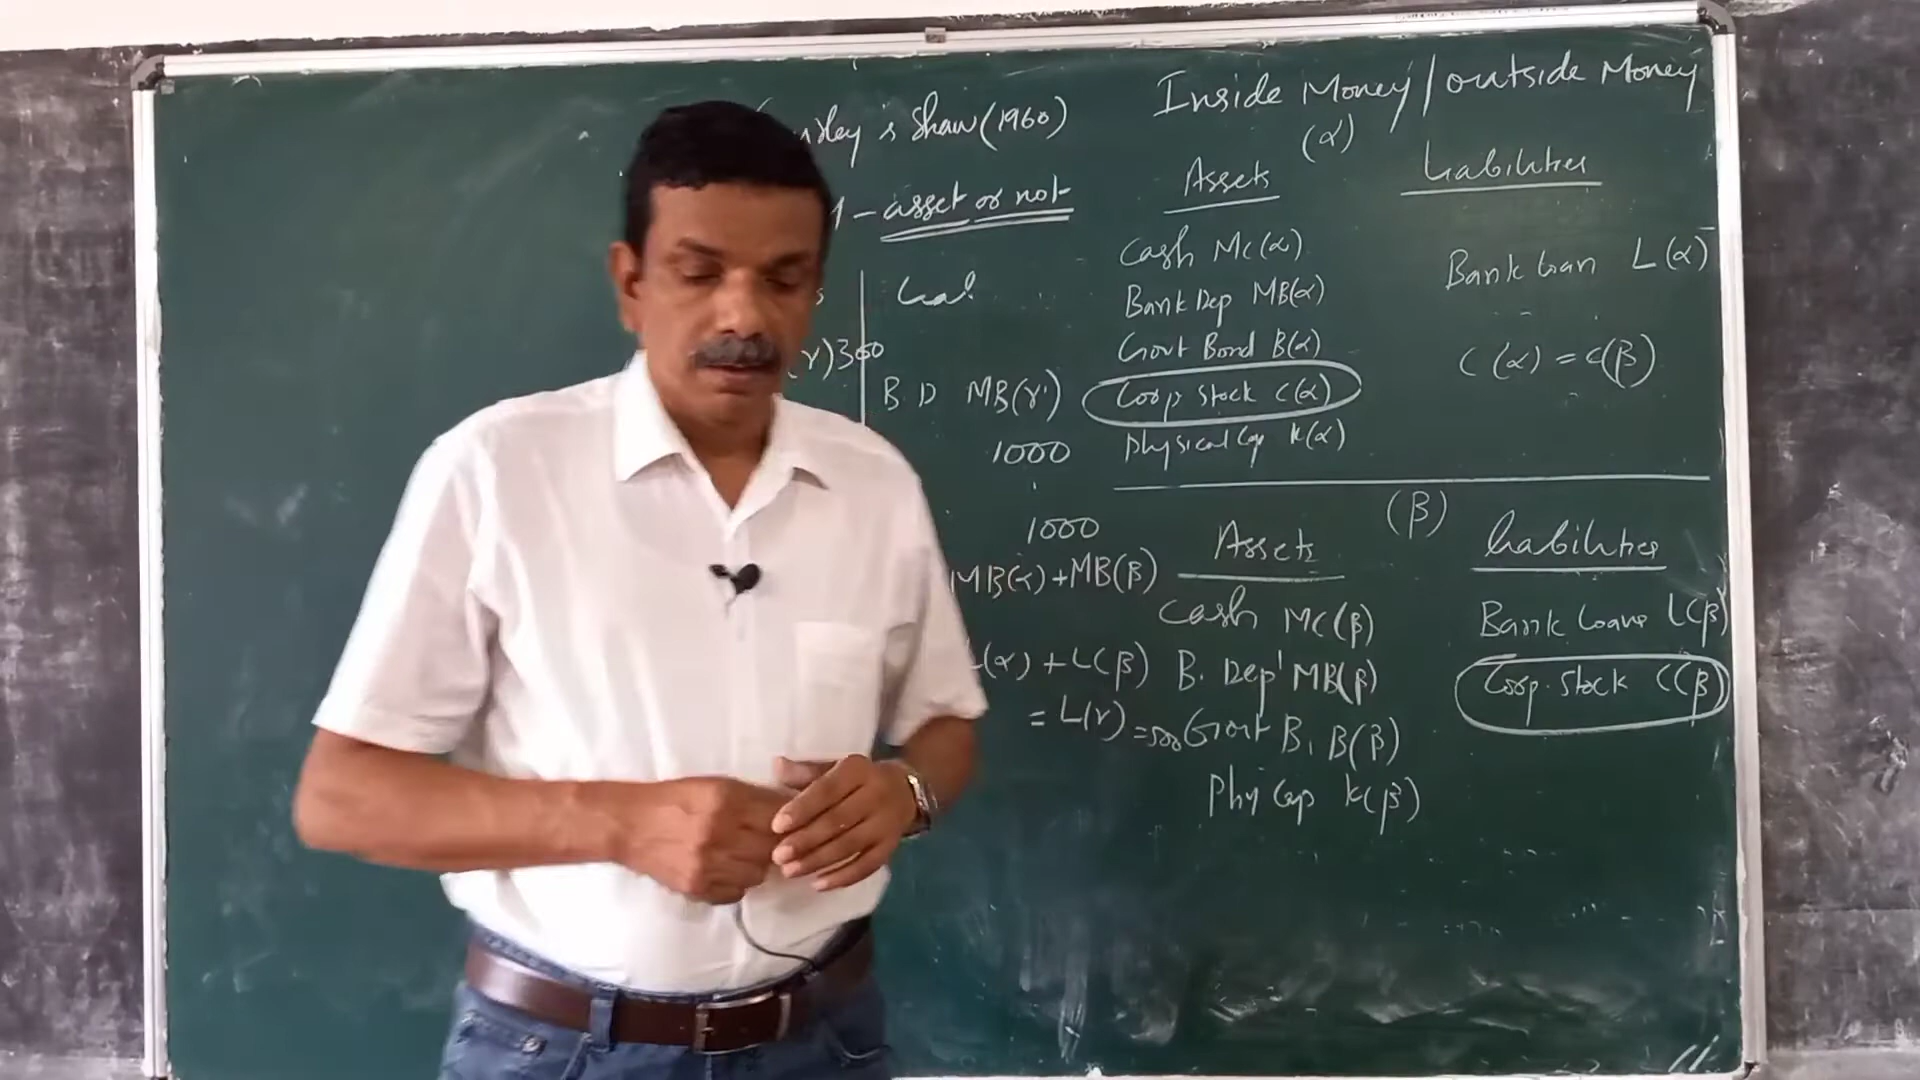 Inside Money/outside Money
Shaw (1960)
(α)
Assets
Liabilities
asset or not
Cash MC(α)
Bank Dep MB(α)
Govt Bond B(α)
Corp Stock C(α)
Physical Cap K(α)
Bank Loan L(α)
C(α) = C(β)
300
B D MB(γ)
1000
1000
MB(α) + MB(β)
L(α) + L(β)
= L(γ) = 500
(β)
Assets
Liabilities
Cash MC(β)
B. Dep MB(β)
Govt B. B(β)
Phy Cap K(β)
Bank Loans L(β)
Corp. Stock C(β)